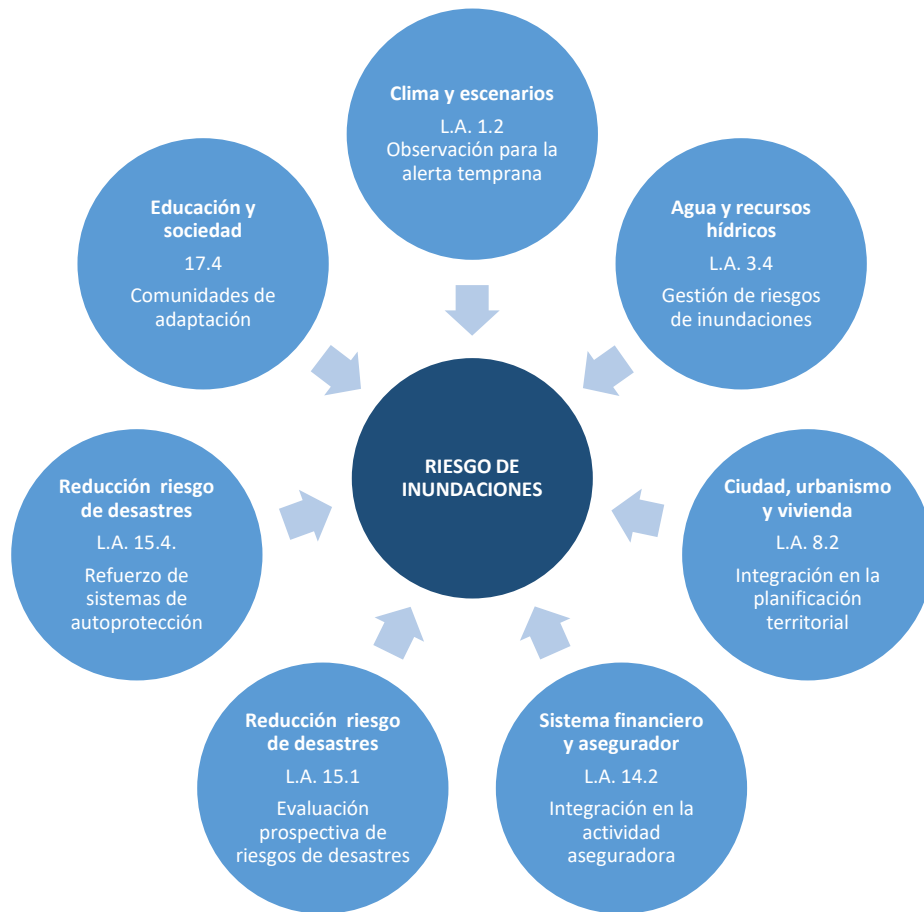 Clima y escenarios
L.A. 1.2
Observación para la
alerta temprana
Agua y recursos
hídricos
L.A. 3.4
Gestión de riesgos
de inundaciones
Ciudad, urbanismo
y vivienda
L.A. 8.2
Integración en la
planificación
territorial
Sistema financiero
y asegurador
L.A. 14.2
Integración en la
actividad
aseguradora
Reducción riesgo
de desastres
L.A. 15.1
Evaluación
prospectiva de
riesgos de desastres
Reducción riesgo
de desastres
L.A. 15.4.
Refuerzo de
sistemas de
autoprotección
Educación y
sociedad
17.4
Comunidades de
adaptación
RIESGO DE
INUNDACIONES